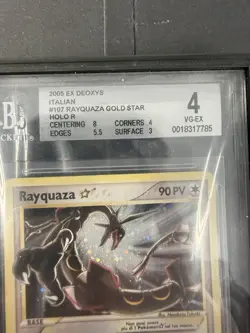 2005 EX DEOXYS
ITALIAN
#107 RAYQUAZA GOLD STAR
HOLO R
CENTERING 8 CORNERS 4
EDGES 5.5 SURFACE 3
4
VG-EX
0018317785
Rayquaza ☆
90 PV
BASE